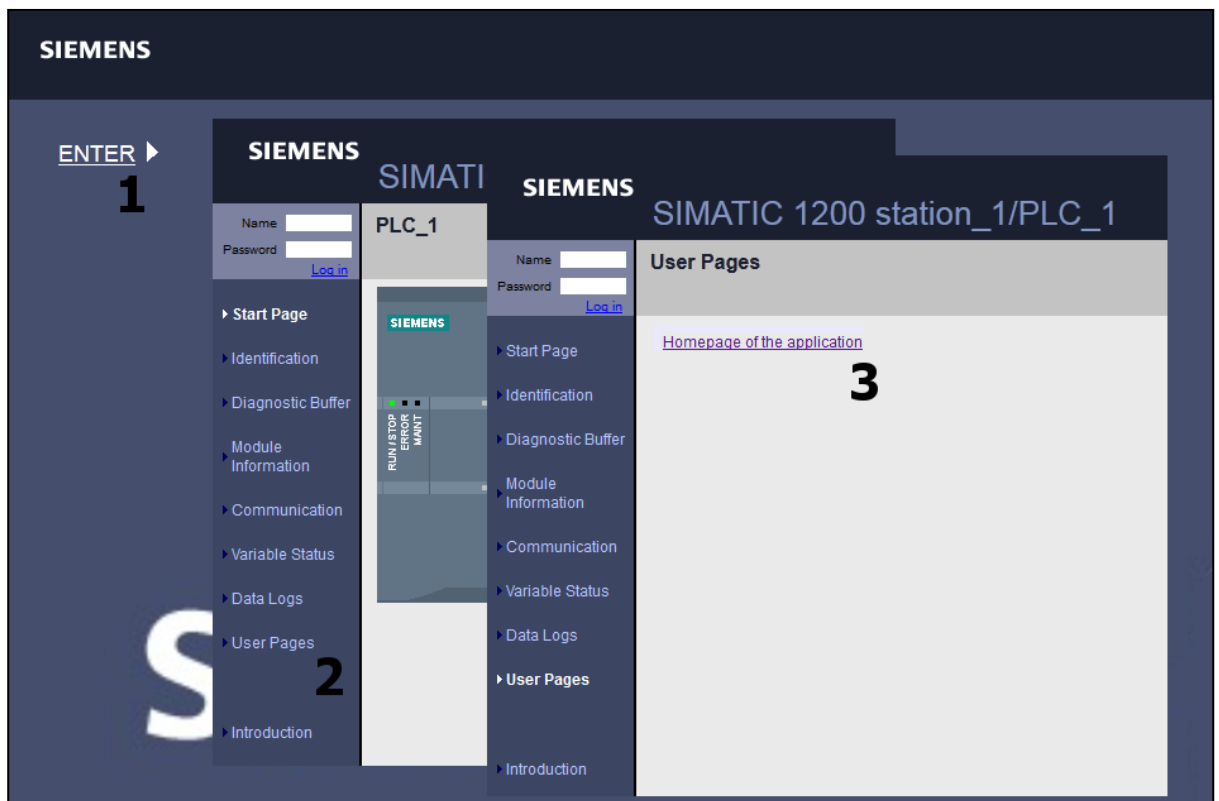 SIEMENS
ENTER
1
SIEMENS
SIMATI
Name
Password
Log in
PLC_1
Start Page
Identification
Diagnostic Buffer
Module
Information
Communication
Variable Status
Data Logs
User Pages
2
Introduction
SIEMENS
RUN / STOP
ERROR
MAINT
SIEMENS
SIMATIC 1200 station_1/PLC_1
Name
Password
Log in
User Pages
Start Page
Identification
Diagnostic Buffer
Module
Information
Communication
Variable Status
Data Logs
User Pages
Introduction
Homepage of the application
3
S